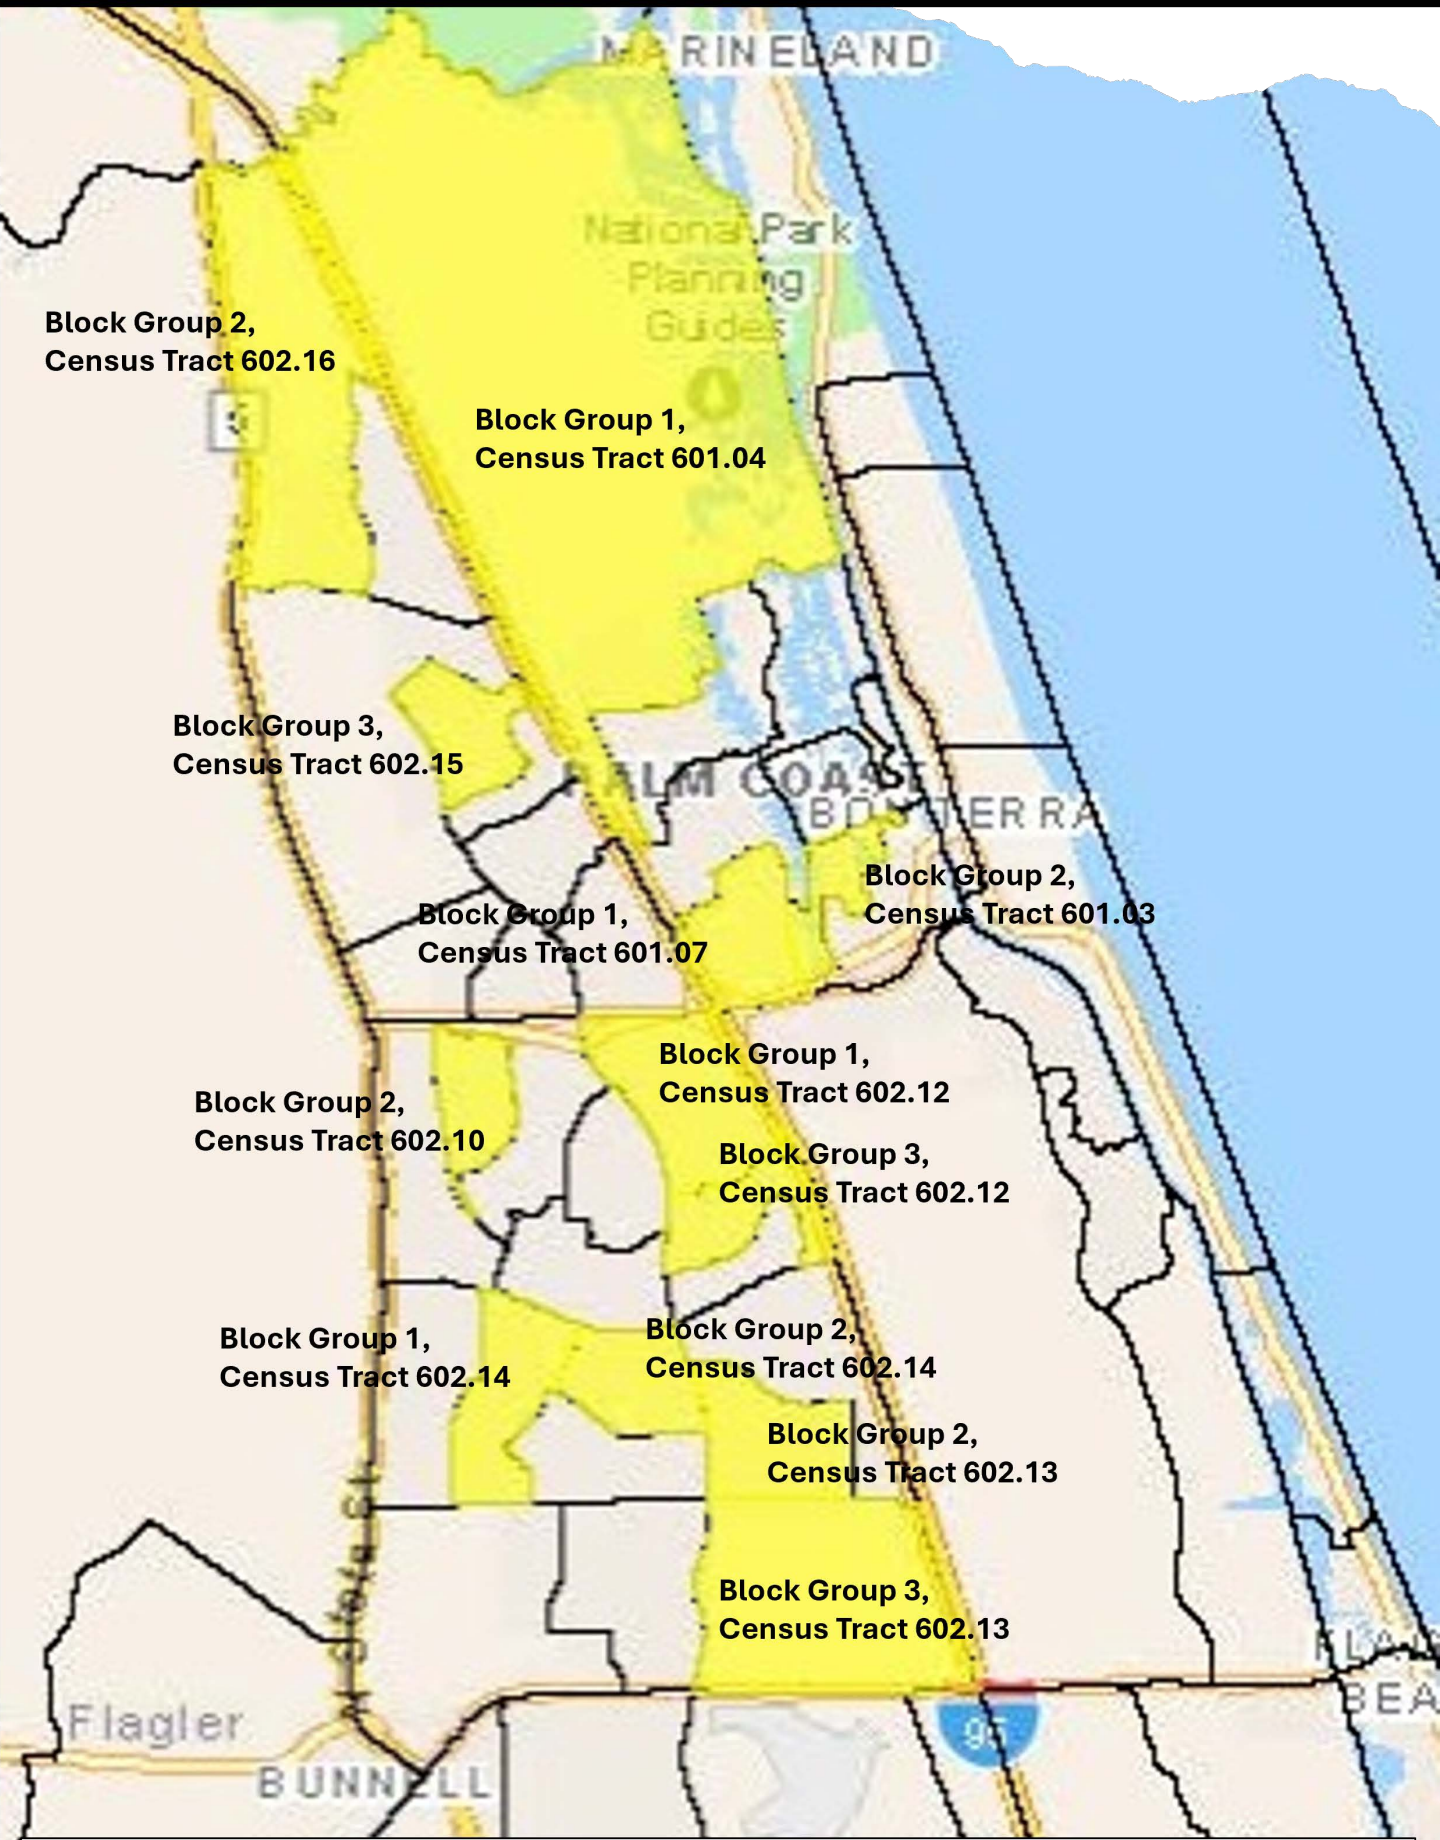 MARINELAND
National Park
Planning
Guides
Block Group 2,
Census Tract 602.16
Block Group 1,
Census Tract 601.04
Block Group 3,
Census Tract 602.15
PALM COAST
BONTERRA
Block Group 2,
Census Tract 601.03
Block Group 1,
Census Tract 601.07
Block Group 1,
Census Tract 602.12
Block Group 2,
Census Tract 602.10
Block Group 3,
Census Tract 602.12
Block Group 1,
Census Tract 602.14
Block Group 2,
Census Tract 602.14
Block Group 2,
Census Tract 602.13
Block Group 3,
Census Tract 602.13
Flagler
BUNNELL
95